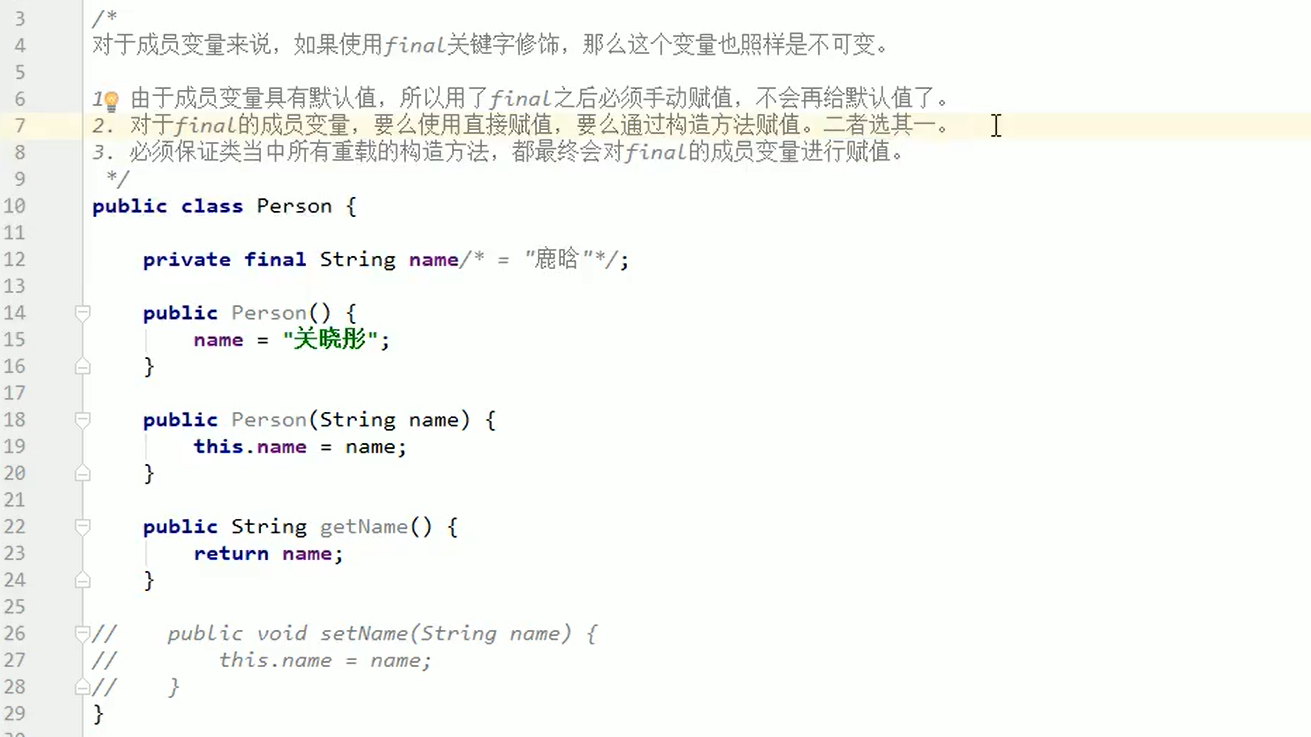 3 /*
4 对于成员变量来说，如果使用final关键字修饰，那么这个变量也照样是不可变。
5
6 1. 由于成员变量具有默认值，所以用了final之后必须手动赋值，不会再给默认值了。
7 2. 对于final的成员变量，要么使用直接赋值，要么通过构造方法赋值。二者选其一。
8 3. 必须保证类当中所有重载的构造方法，都最终会对final的成员变量进行赋值。
9 */
10 public class Person {
11
12 private final String name/* = "鹿晗"*/;
13
14 public Person() {
15 name = "关晓彤";
16 }
17
18 public Person(String name) {
19 this.name = name;
20 }
21
22 public String getName() {
23 return name;
24 }
25
26 // public void setName(String name) {
27 // this.name = name;
28 // }
29 }